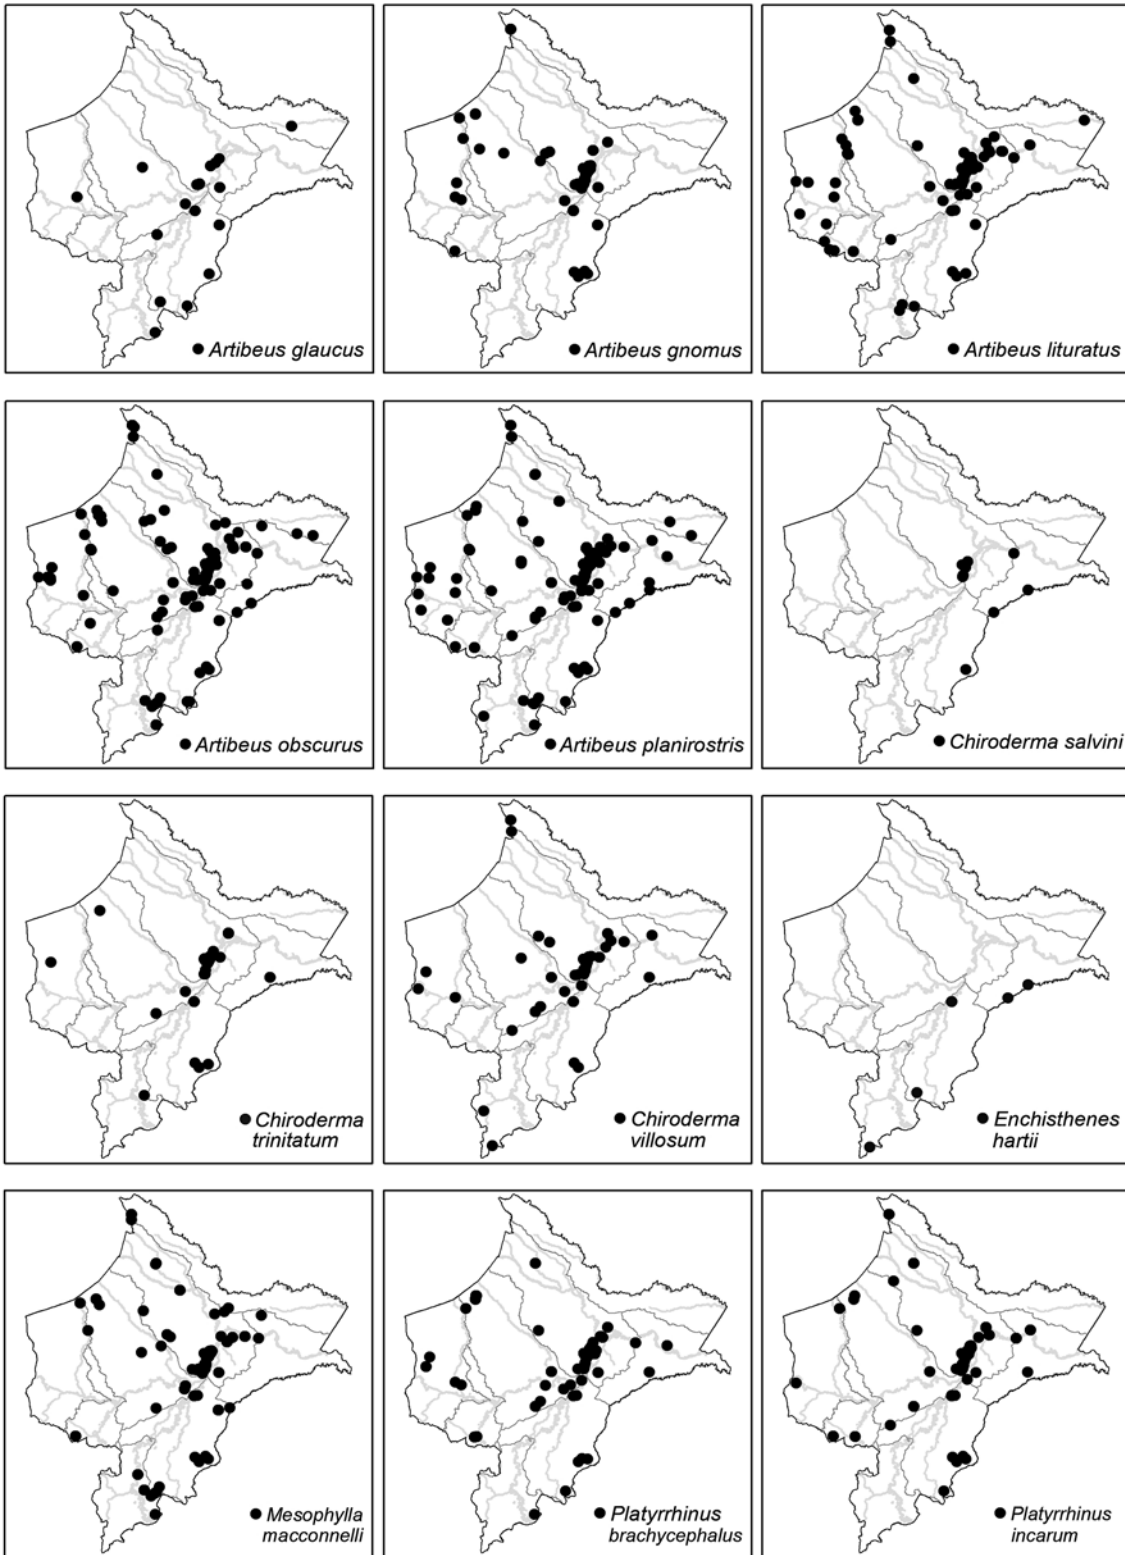 Artibeus glaucus
Artibeus gnomus
Artibeus lituratus
Artibeus obscurus
Artibeus planirostris
Chiroderma salvini
Chiroderma
trinitatum
Chiroderma
villosum
Enchisthenes
hartii
Mesophylla
macconnelli
Platyrrhinus
brachycephalus
Platyrrhinus
incarum